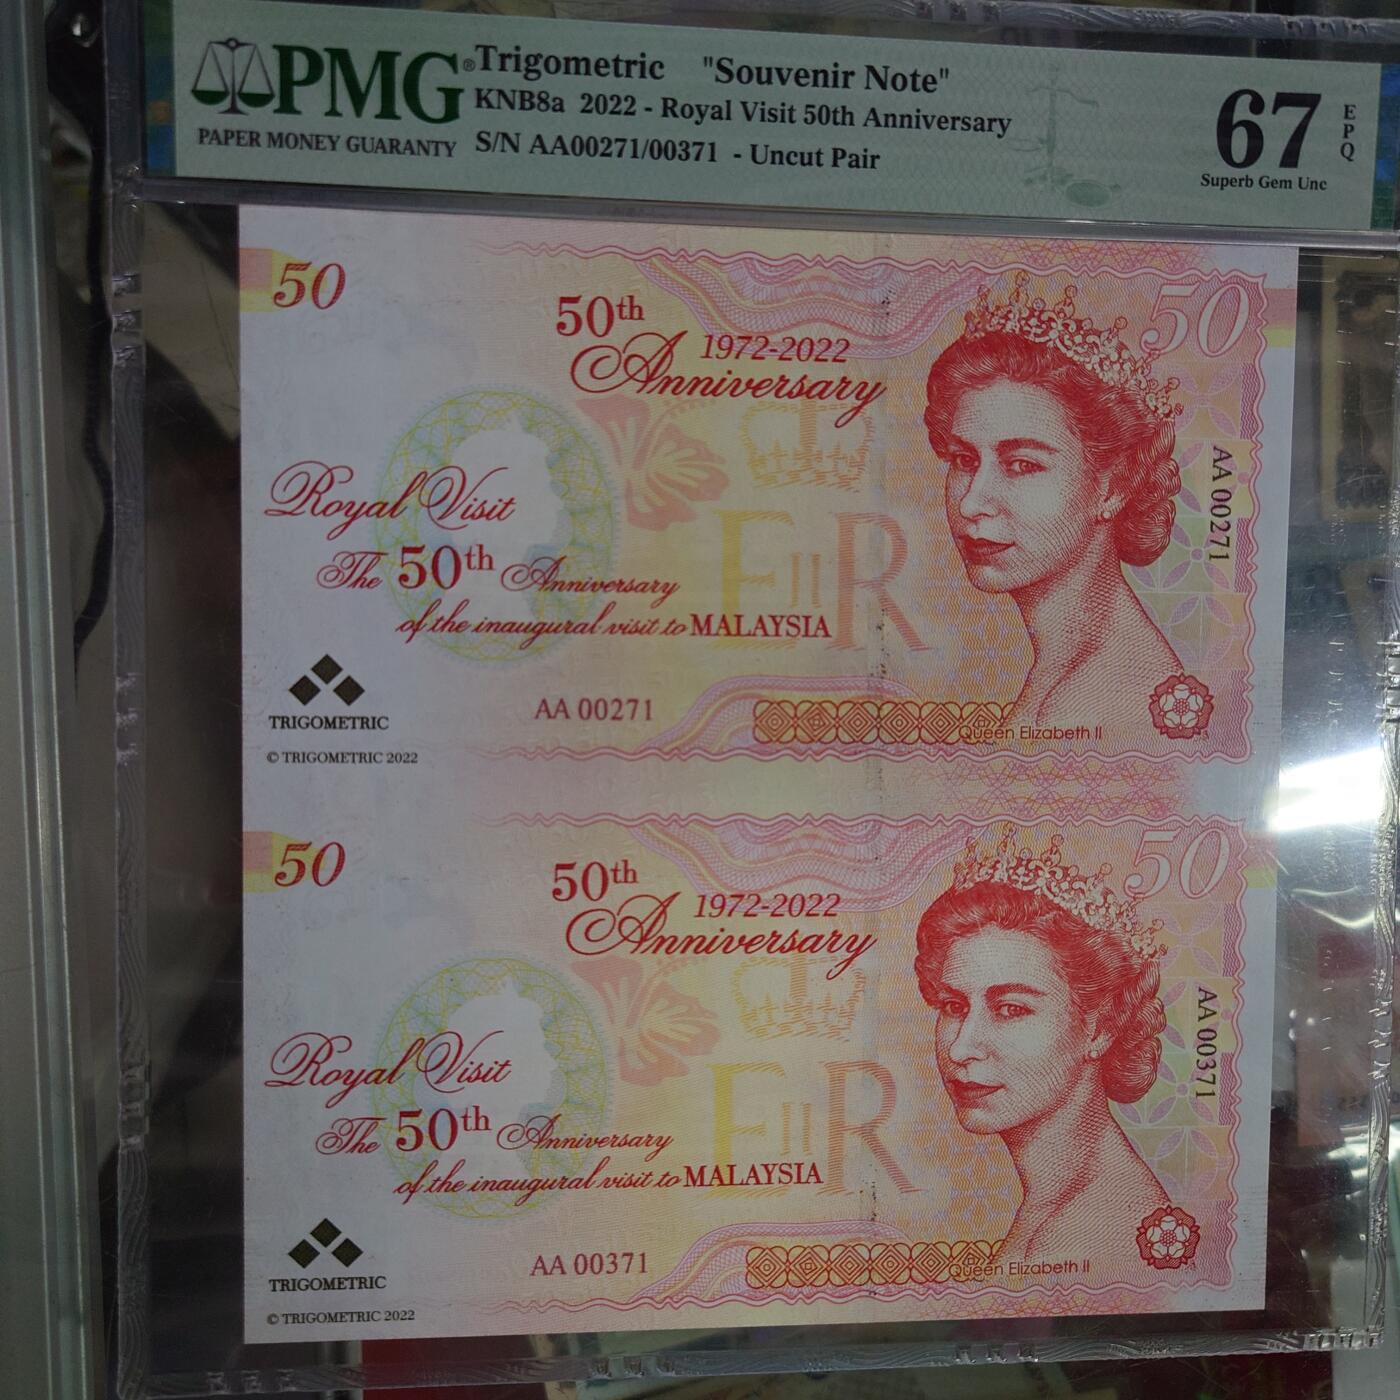 PMG® Trigometric "Souvenir Note"
KNB8a 2022 - Royal Visit 50th Anniversary
PAPER MONEY GUARANTY S/N AA00271/00371 - Uncut Pair
67 EPQ
Superb Gem Unc
50
50th
1972-2022
Anniversary
50
Royal Visit
The 50th Anniversary
of the inaugural visit to MALAYSIA
EIIR
AA 00271
TRIGOMETRIC
AA 00271
Queen Elizabeth II
© TRIGOMETRIC 2022
50
50th
1972-2022
Anniversary
50
Royal Visit
The 50th Anniversary
of the inaugural visit to MALAYSIA
EIIR
AA 00371
TRIGOMETRIC
AA 00371
Queen Elizabeth II
© TRIGOMETRIC 2022